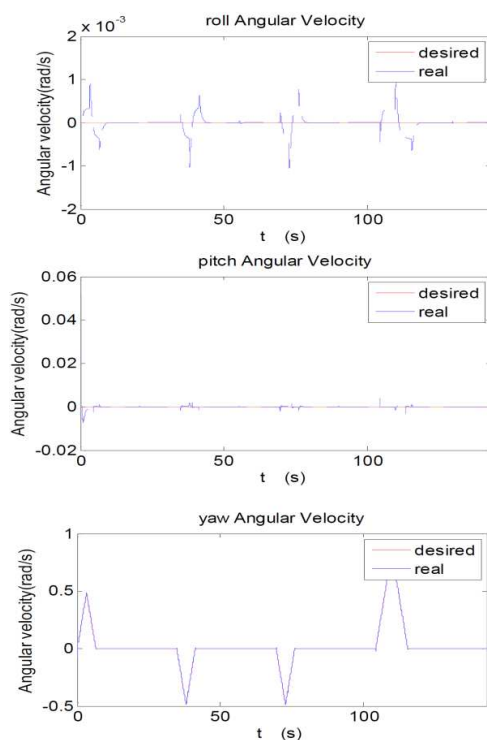 roll Angular Velocity
x 10⁻³
2
1
0
-1
-2
Angular velocity(rad/s)
desired
real
0
50
100
t (s)
pitch Angular Velocity
0.06
0.04
0.02
0
-0.02
Angular velocity(rad/s)
desired
real
0
50
100
t (s)
yaw Angular Velocity
1
0.5
0
-0.5
Angular velocity(rad/s)
desired
real
0
50
100
t (s)